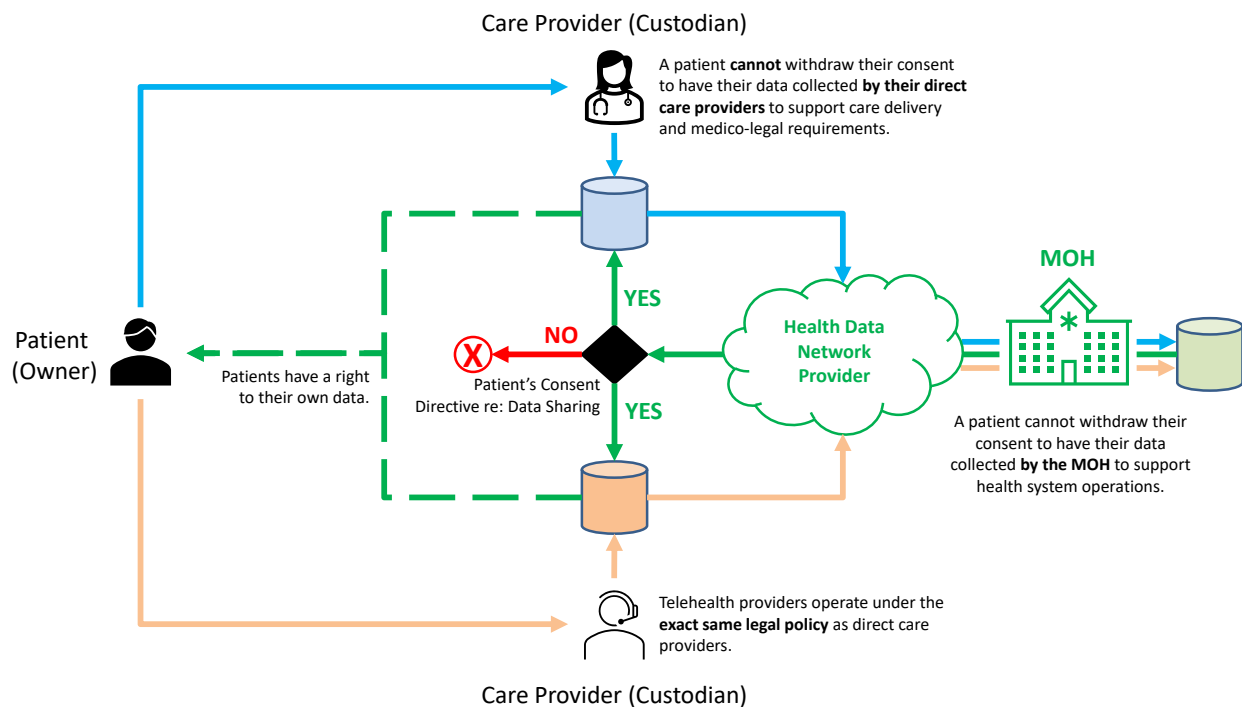 Care Provider (Custodian)
A patient cannot withdraw their consent
to have their data collected by their direct
care providers to support care delivery
and medico-legal requirements.
MOH
YES
Health Data
Network
Provider
NO
X
Patient
(Owner)
Patients have a right
to their own data.
Patient’s Consent
Directive re: Data Sharing
YES
A patient cannot withdraw their
consent to have their data
collected by the MOH to support
health system operations.
Telehealth providers operate under the
exact same legal policy as direct care
providers.
Care Provider (Custodian)